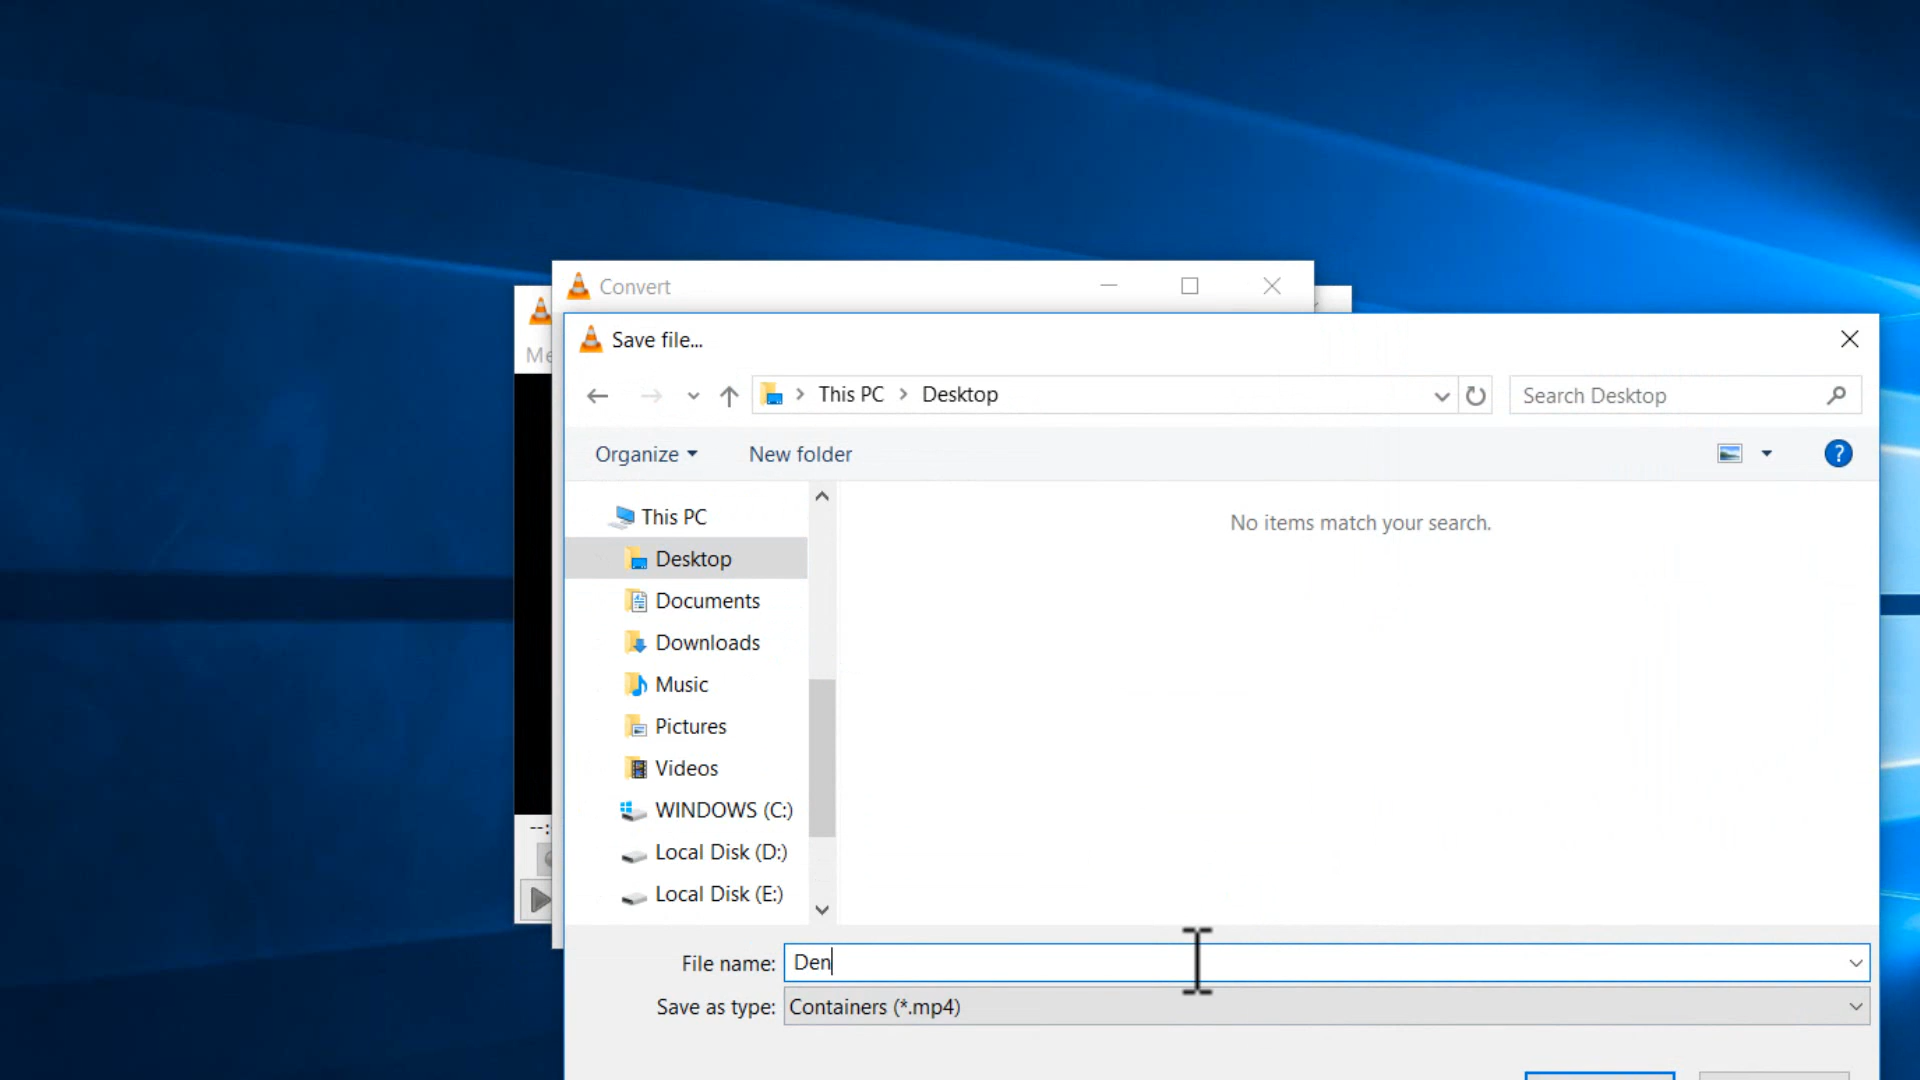 Convert
Save file...
Me
This PC
Desktop
Search Desktop
Organize
New folder
?
This PC
No items match your search.
Desktop
Documents
Downloads
Music
Pictures
Videos
WINDOWS (C:)
--:
Local Disk (D:)
Local Disk (E:)
File name: Den
Save as type: Containers (*.mp4)